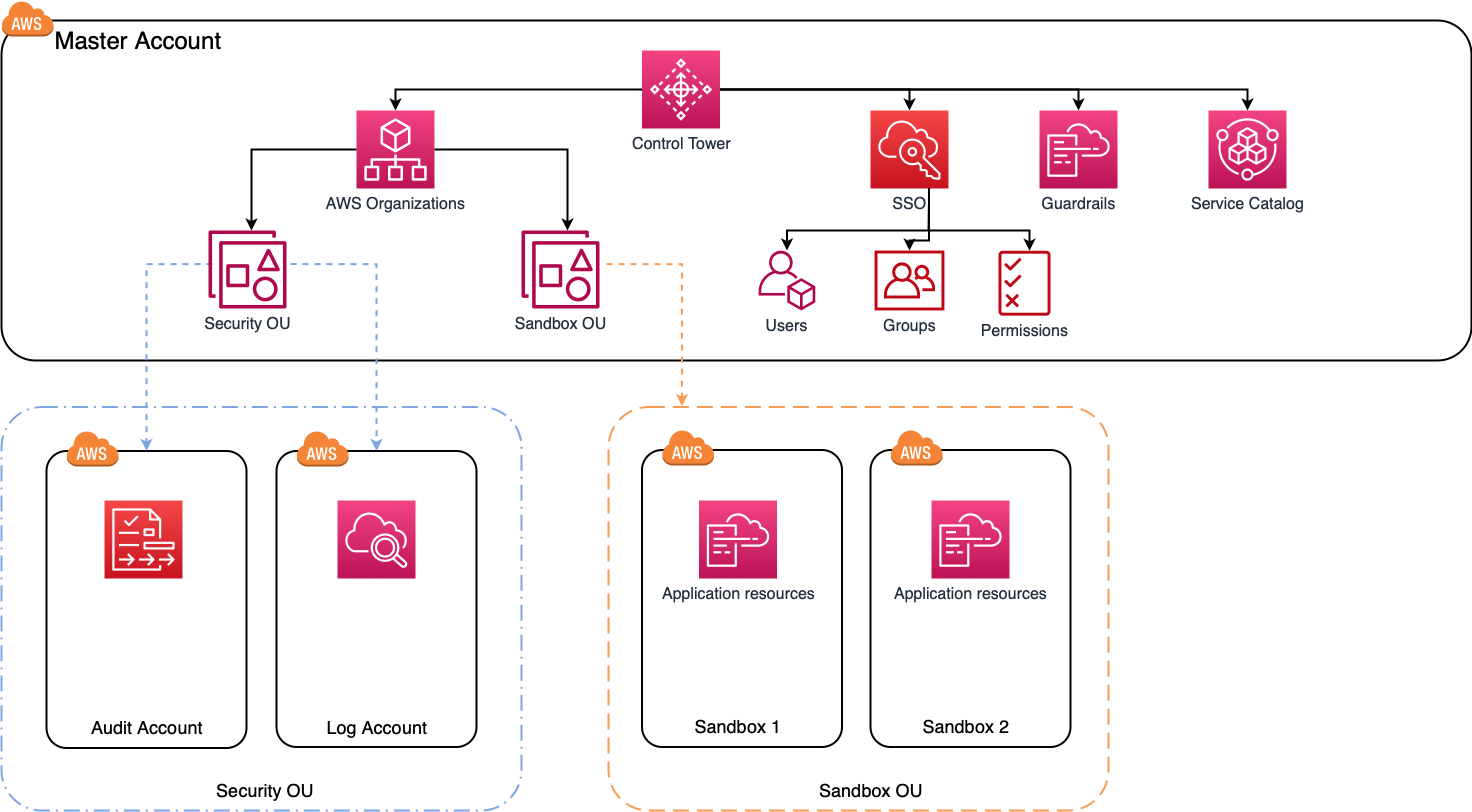 AWS
Master Account
Control Tower
AWS Organizations
SSO
Guardrails
Service Catalog
Security OU
Sandbox OU
Users
Groups
Permissions
AWS
AWS
AWS
AWS
Application resources
Application resources
Audit Account
Log Account
Sandbox 1
Sandbox 2
Security OU
Sandbox OU